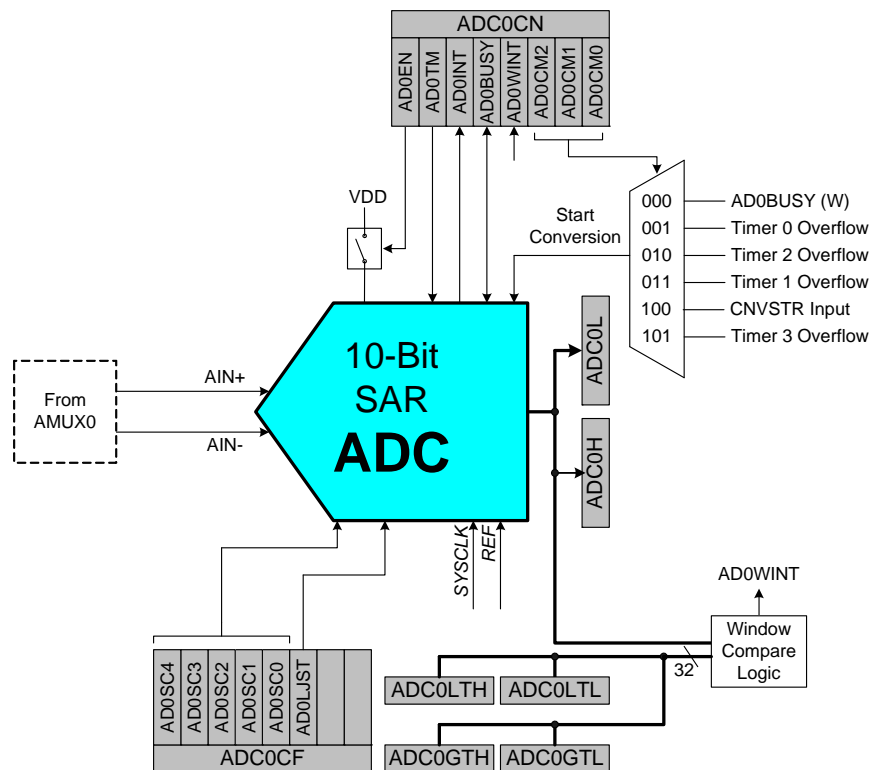 ADC0CN
AD0EN
AD0TM
AD0INT
AD0BUSY
AD0WINT
AD0CM2
AD0CM1
AD0CM0
VDD
Start
Conversion
000 AD0BUSY (W)
001 Timer 0 Overflow
010 Timer 2 Overflow
011 Timer 1 Overflow
100 CNVSTR Input
101 Timer 3 Overflow
From
AMUX0
AIN+
AIN-
10-Bit
SAR
ADC
ADC0L
ADC0H
SYSCLK
REF
AD0WINT
Window
Compare
Logic
32
AD0SC4
AD0SC3
AD0SC2
AD0SC1
AD0SC0
AD0LJST
ADC0CF
ADC0LTH
ADC0LTL
ADC0GTH
ADC0GTL